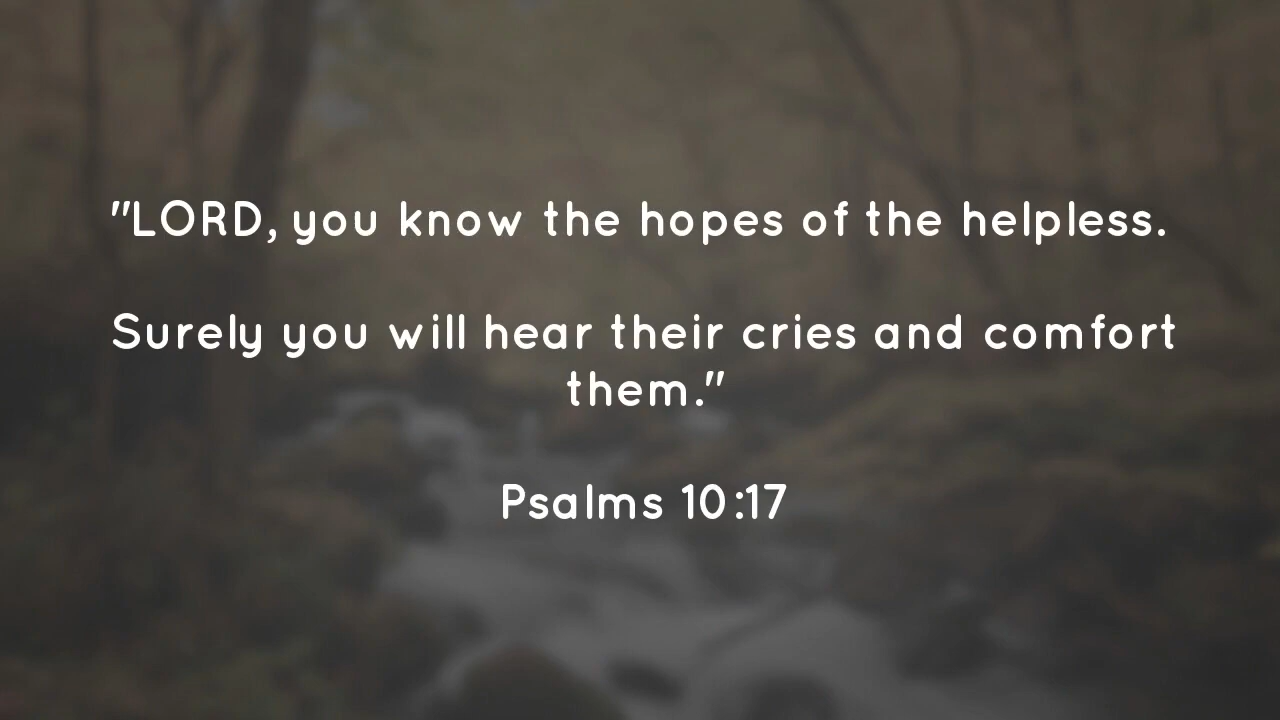 "LORD, you know the hopes of the helpless.
Surely you will hear their cries and comfort
them."
Psalms 10:17